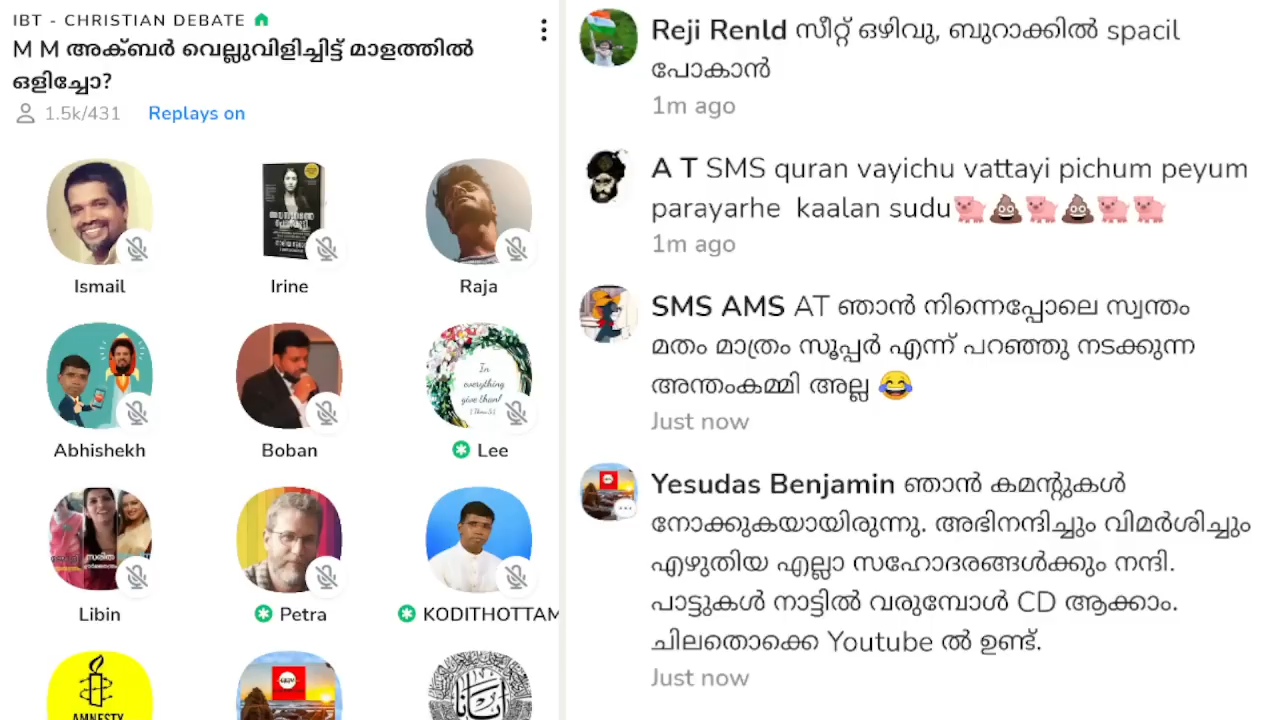 IBT - CHRISTIAN DEBATE
M M അക്ബർ വെല്ലുവിളിച്ചിട്ട് മാളത്തിൽ
ഒളിച്ചോ?
1.5k/431 Replays on
Ismail
Irine
Raja
In
everything
give thanks!
Abhishekh
Boban
Lee
Libin
Petra
KODITHOTTAM
AMNESTY
Reji Renld സീറ്റ് ഒഴിവു, ബുറാക്കിൽ spacil
പോകാൻ
1m ago
A T SMS quran vayichu vattayi pichum peyum
parayarhe kaalan sudu🐖💩🐖💩🐖🐖
1m ago
SMS AMS AT ഞാൻ നിന്നെപ്പോലെ സ്വന്തം
മതം മാത്രം സൂപ്പർ എന്ന് പറഞ്ഞു നടക്കുന്ന
അന്തംകമ്മി അല്ല 😂
Just now
Yesudas Benjamin ഞാൻ കമന്റുകൾ
നോക്കുകയായിരുന്നു. അഭിനന്ദിച്ചും വിമർശിച്ചും
എഴുതിയ എല്ലാ സഹോദരങ്ങൾക്കും നന്ദി.
പാട്ടുകൾ നാട്ടിൽ വരുമ്പോൾ CD ആക്കാം.
ചിലതൊക്കെ Youtube ൽ ഉണ്ട്.
Just now